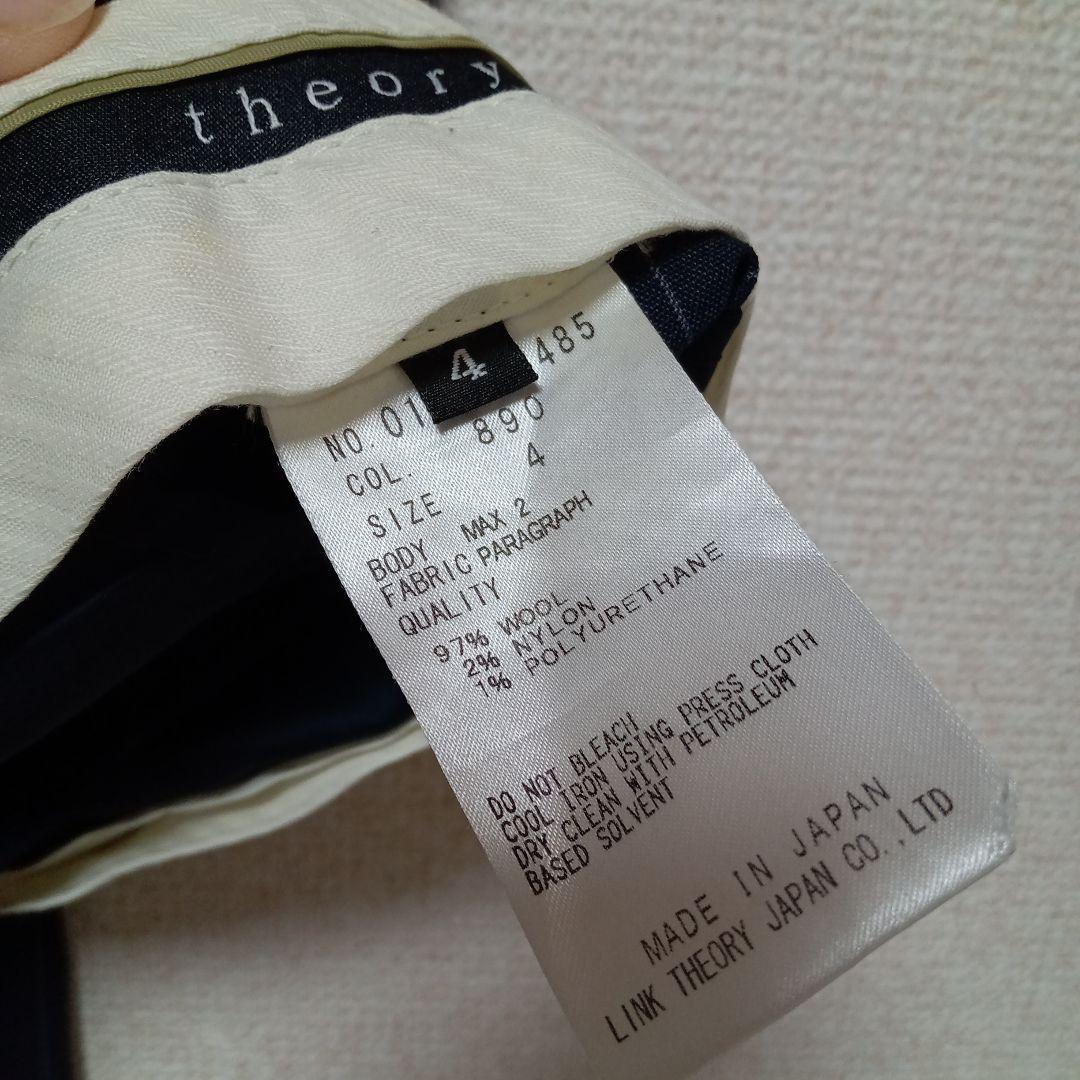 theory
4
NO. 01 485
COL. 890
SIZE 4
BODY MAX 2
FABRIC PARAGRAPH
QUALITY
97% WOOL
2% NYLON
1% POLYURETHANE
DO NOT BLEACH
COOL IRON USING PRESS CLOTH
DRY CLEAN WITH PETROLEUM
BASED SOLVENT
MADE IN JAPAN
LINK THEORY JAPAN CO.,LTD